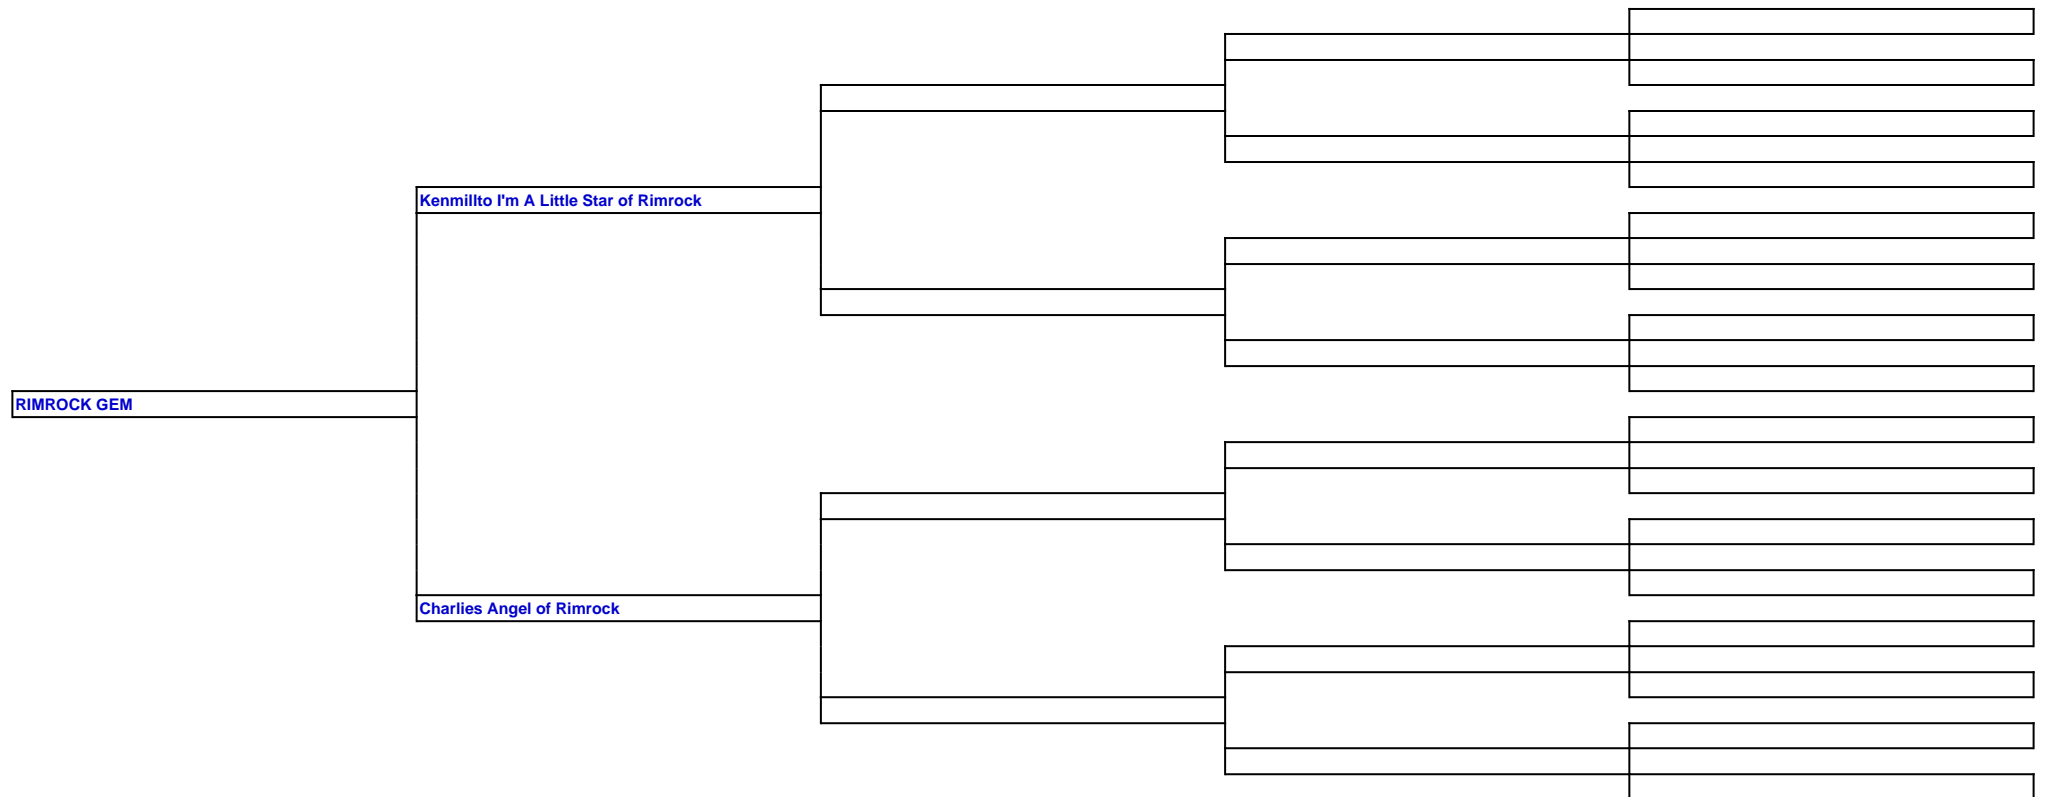 Kenmillto I'm A Little Star of Rimrock
RIMROCK GEM
Charlies Angel of Rimrock